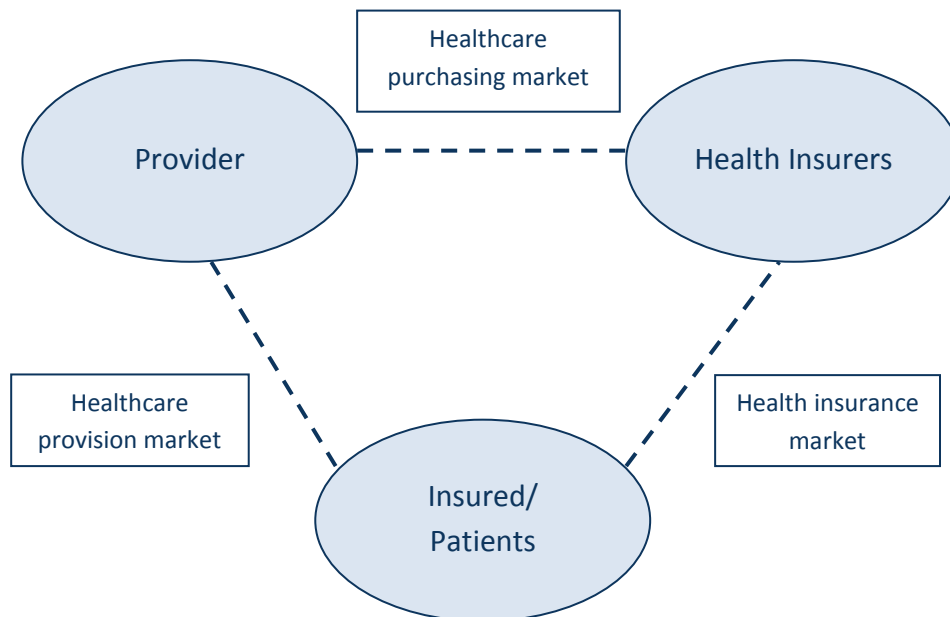 Healthcare
purchasing market
Provider
Health Insurers
Healthcare
provision market
Health insurance
market
Insured/
Patients